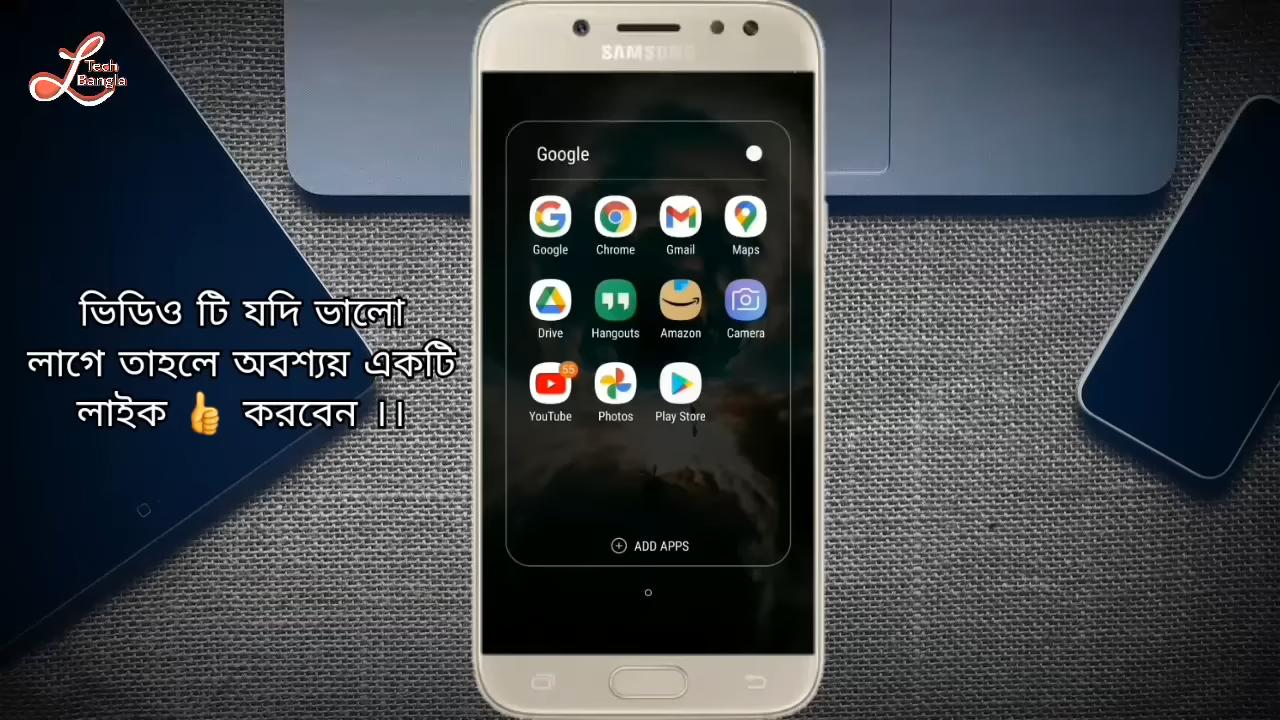 Tech
Bangla
SAMSUNG
Google
Google Chrome Gmail Maps
Drive Hangouts Amazon Camera
55
YouTube Photos Play Store
ADD APPS
ভিডিও টি যদি ভালো
লাগে তাহলে অবশ্যয় একটি
লাইক 👍 করবেন ।।